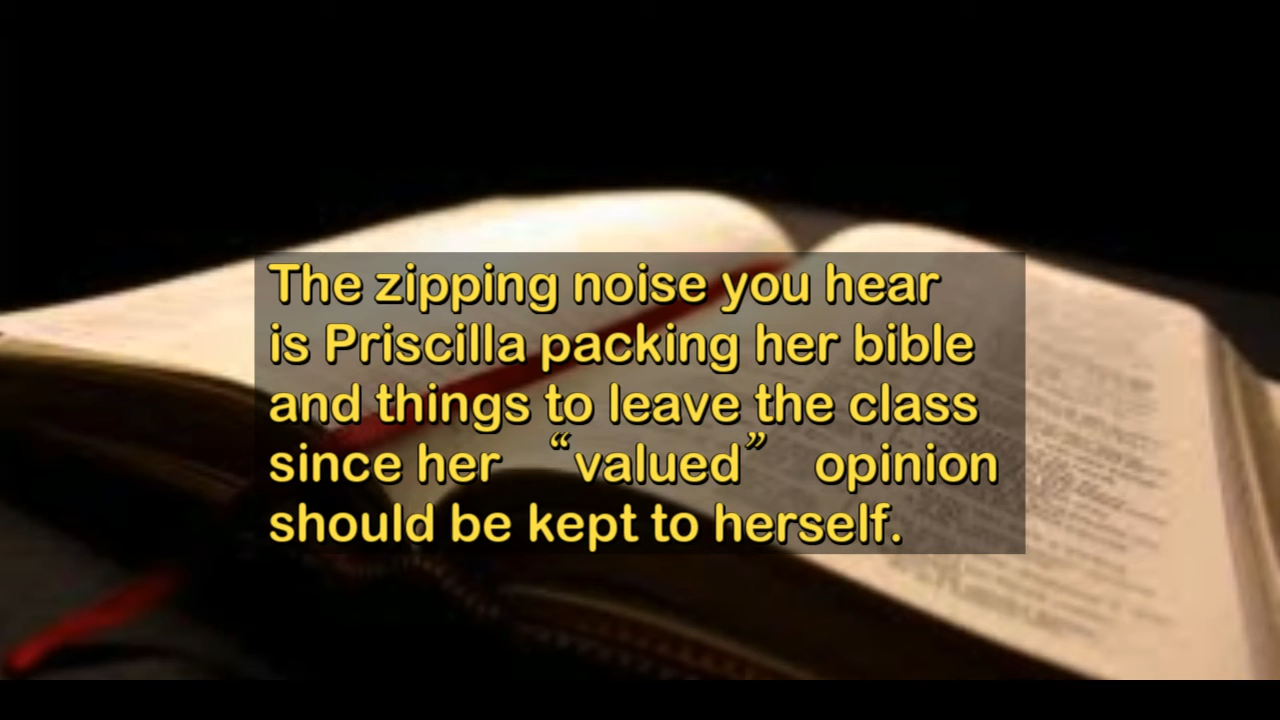 The zipping noise you hear
is Priscilla packing her bible
and things to leave the class
since her “valued” opinion
should be kept to herself.